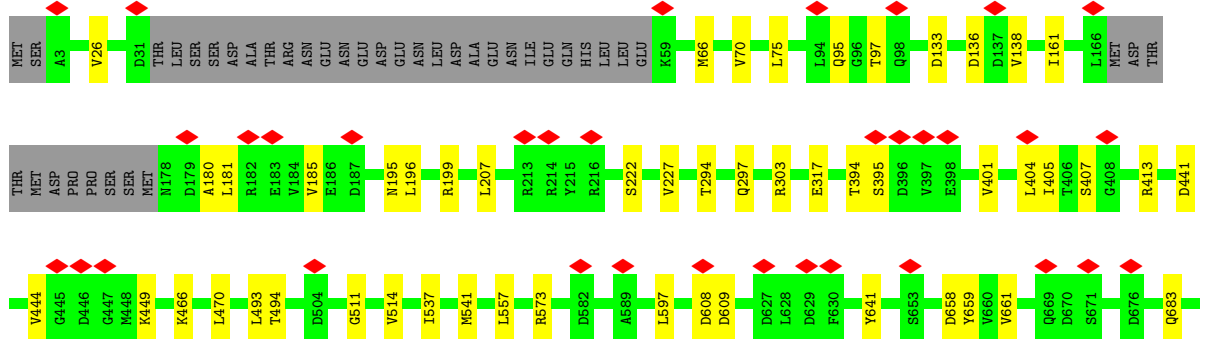 MET SER A3 V26 D31 THR LEU SER SER ASP ALA THR ARG ASN GLU ASN GLU ASP GLU ASN LEU ASP ALA GLU ASN ILE GLU GLN HIS LEU LEU GLU K59 M66 V70 L75 L94 Q95 G96 T97 Q98 D133 D136 D137 V138 I161 L166 MET ASP THR
THR MET ASP PRO PRO SER SER MET N178 D179 A180 L181 R182 E183 V184 V185 E186 D187 N195 L196 R199 L207 R213 R214 Y215 R216 S222 V227 T294 Q297 R303 E317 T394 S395 D396 V397 E398 V401 L404 I405 T406 S407 G408 R413 D441
V444 G445 D446 G447 M448 K449 K466 L470 L493 T494 D504 G511 V514 I537 M541 L557 R573 D582 A589 L597 D608 D609 D627 L628 D629 F630 Y641 S653 D658 Y659 V660 V661 Q669 D670 S671 D676 Q683